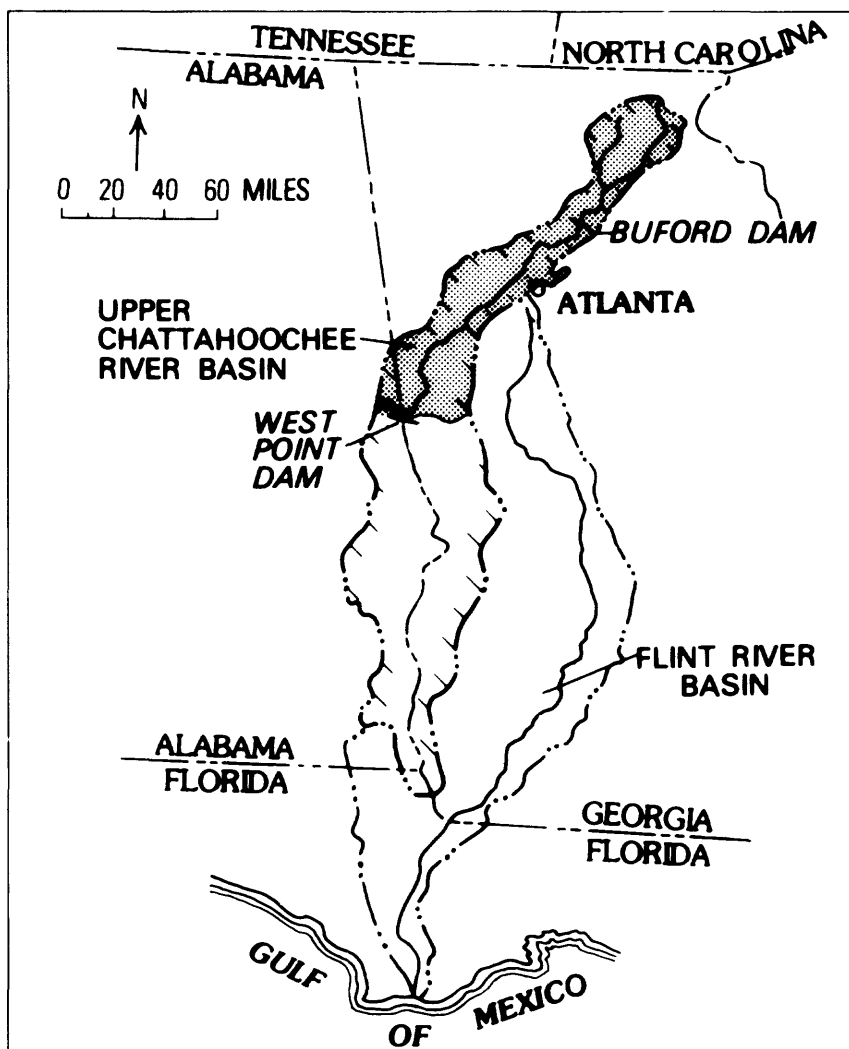 TENNESSEE
NORTH CAROLINA
ALABAMA
N
0 20 40 60 MILES
BUFORD DAM
ATLANTA
UPPER
CHATTAHOOCHEE
RIVER BASIN
WEST
POINT
DAM
FLINT RIVER
BASIN
ALABAMA
FLORIDA
GEORGIA
FLORIDA
GULF
OF
MEXICO